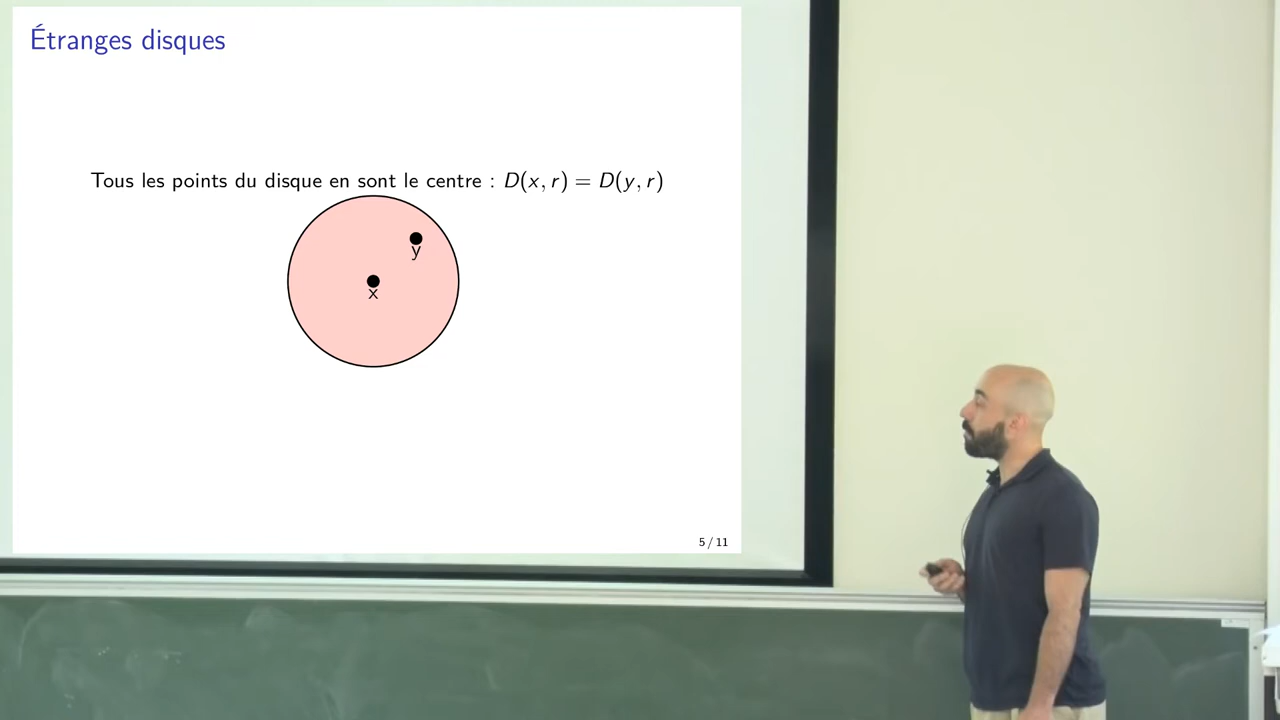 Étranges disques
Tous les points du disque en sont le centre : D(x, r) = D(y, r)
y
x
5 / 11